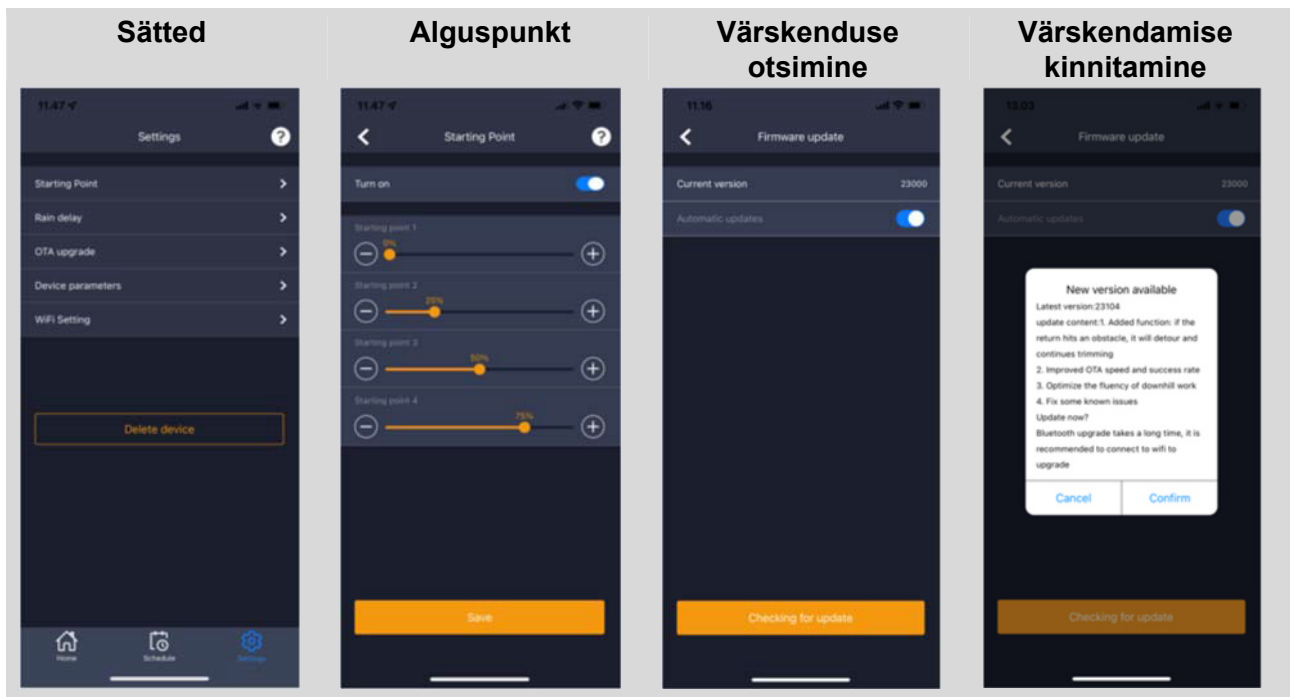 Sätted
Alguspunkt
Värskenduse
otsimine
Värskendamise
kinnitamine
11.47
Settings
?
Starting Point
Rain delay
OTA upgrade
Device parameters
WiFi Setting
Delete device
Home
Schedule
Settings
11.47
Starting Point
?
Turn on
Starting point 1
0%
Starting point 2
25%
Starting point 3
50%
Starting point 4
75%
Save
11.16
Firmware update
Current version 23000
Automatic updates
Checking for update
13.03
Firmware update
Current version 23000
Automatic updates
New version available
Latest version:23104
update content:1. Added function: if the
return hits an obstacle, it will detour and
continues trimming
2. Improved OTA speed and success rate
3. Optimize the fluency of downhill work
4. Fix some known issues
Update now?
Bluetooth upgrade takes a long time, it is
recommended to connect to wifi to
upgrade
Cancel Confirm
Checking for update